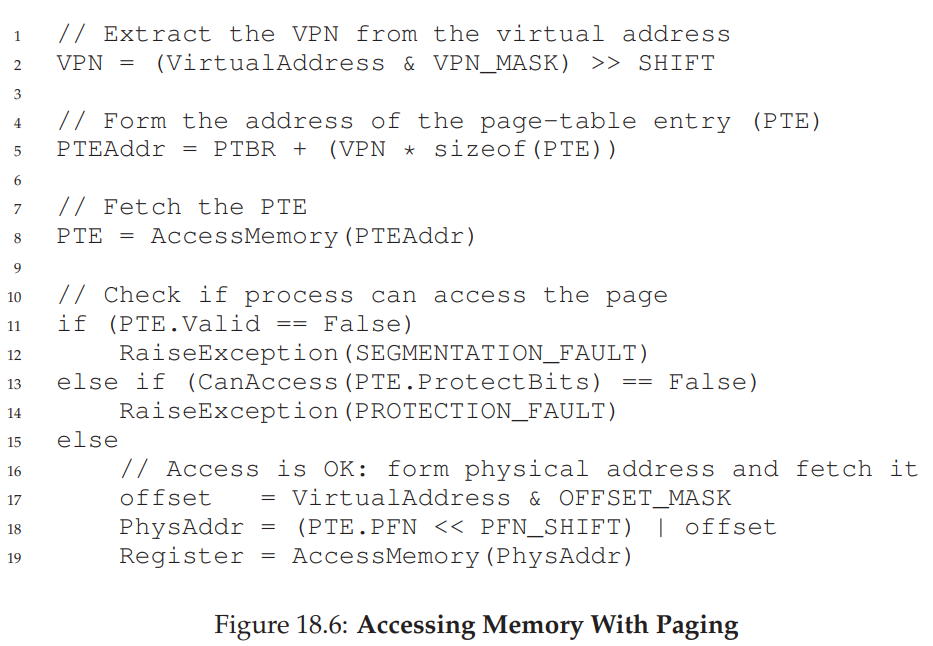 1 // Extract the VPN from the virtual address
2 VPN = (VirtualAddress & VPN_MASK) >> SHIFT
3
4 // Form the address of the page-table entry (PTE)
5 PTEAddr = PTBR + (VPN * sizeof(PTE))
6
7 // Fetch the PTE
8 PTE = AccessMemory(PTEAddr)
9
10 // Check if process can access the page
11 if (PTE.Valid == False)
12     RaiseException(SEGMENTATION_FAULT)
13 else if (CanAccess(PTE.ProtectBits) == False)
14     RaiseException(PROTECTION_FAULT)
15 else
16     // Access is OK: form physical address and fetch it
17     offset   = VirtualAddress & OFFSET_MASK
18     PhysAddr = (PTE.PFN << PFN_SHIFT) | offset
19     Register = AccessMemory(PhysAddr)
Figure 18.6: Accessing Memory With Paging